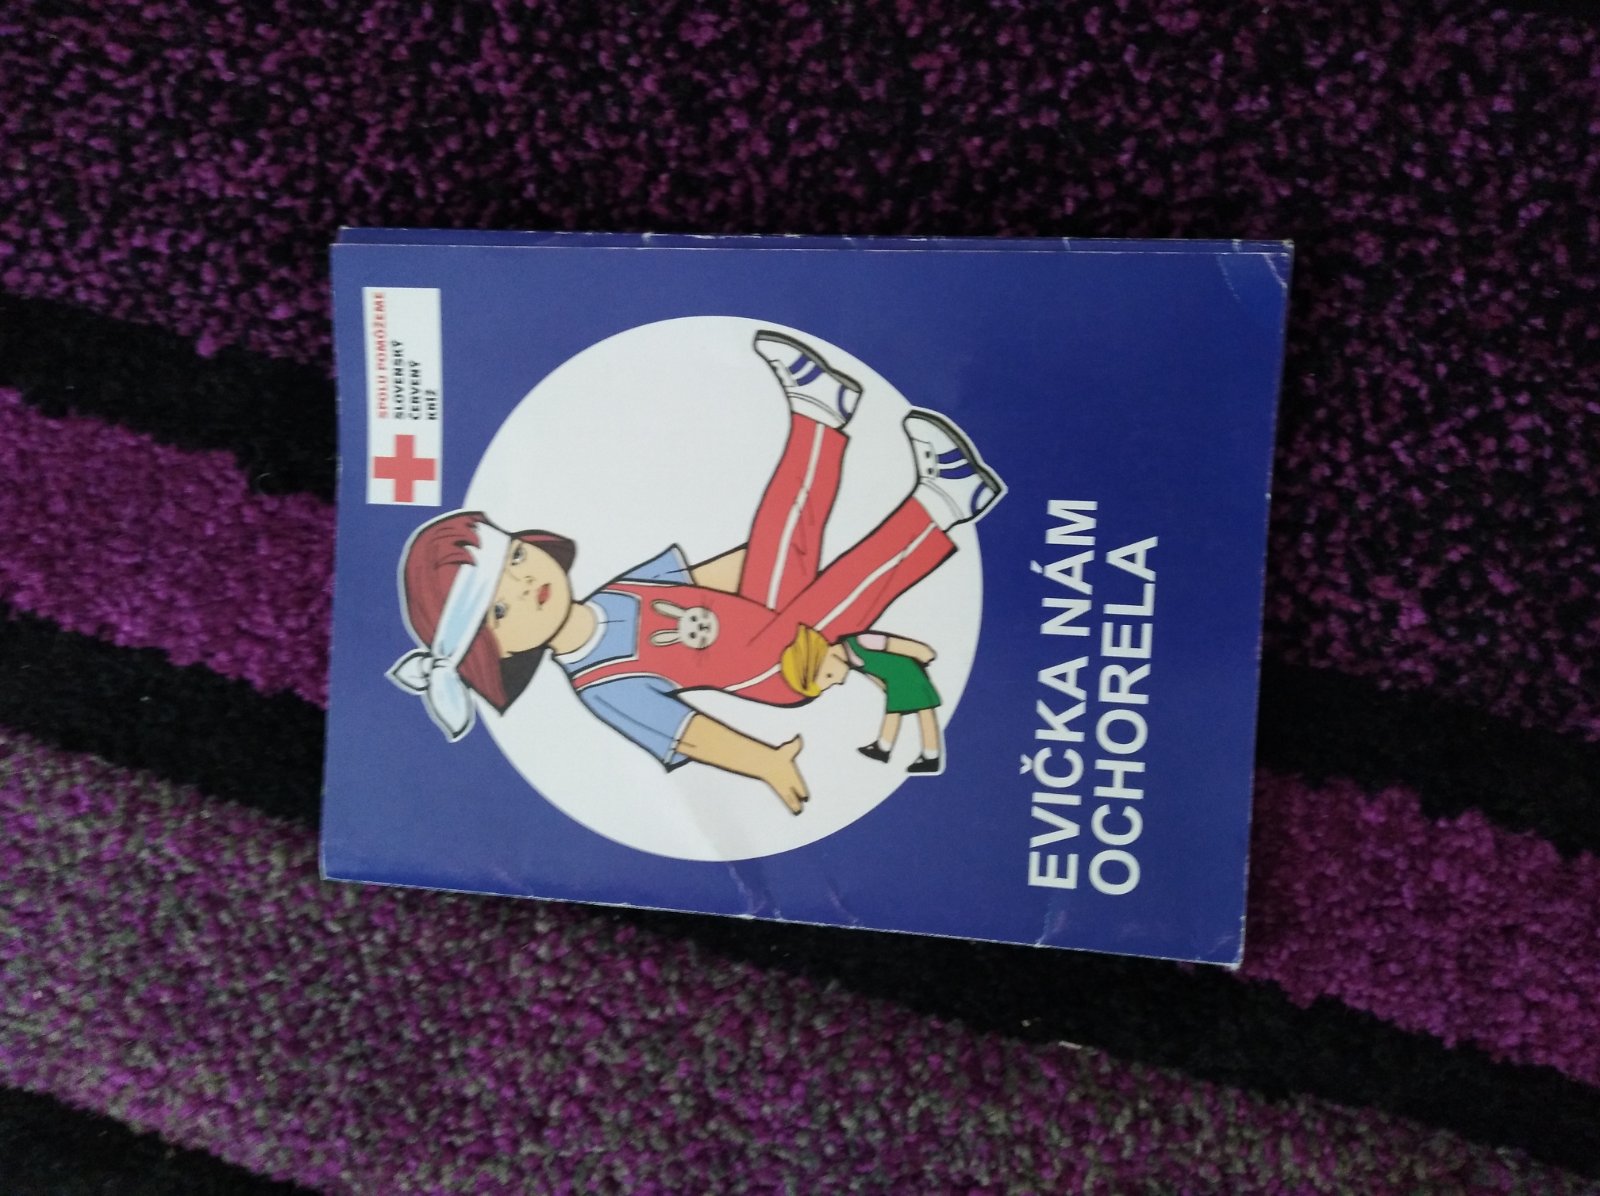 SPOLU POMÔŽEME
SLOVENSKÝ
ČERVENÝ
KRÍŽ
EVIČKA NÁM
OCHORELA